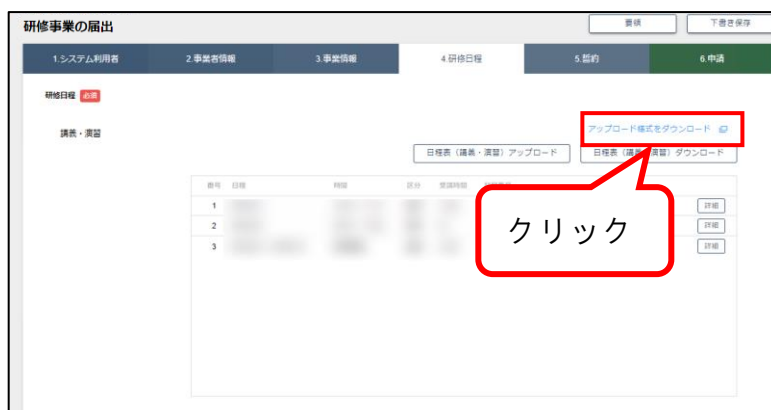 研修事業の届出
要領
下書き保存
1.システム利用者
2.事業者情報
3.事業情報
4.研修日程
5.誓約
6.申請
研修日程 必須
講義・演習
アップロード様式をダウンロード
日程表（講義・演習）アップロード
日程表（講義・演習）ダウンロード
番号 日程 時間 区分 受講時間
1 詳細
2 詳細
3 詳細
クリック